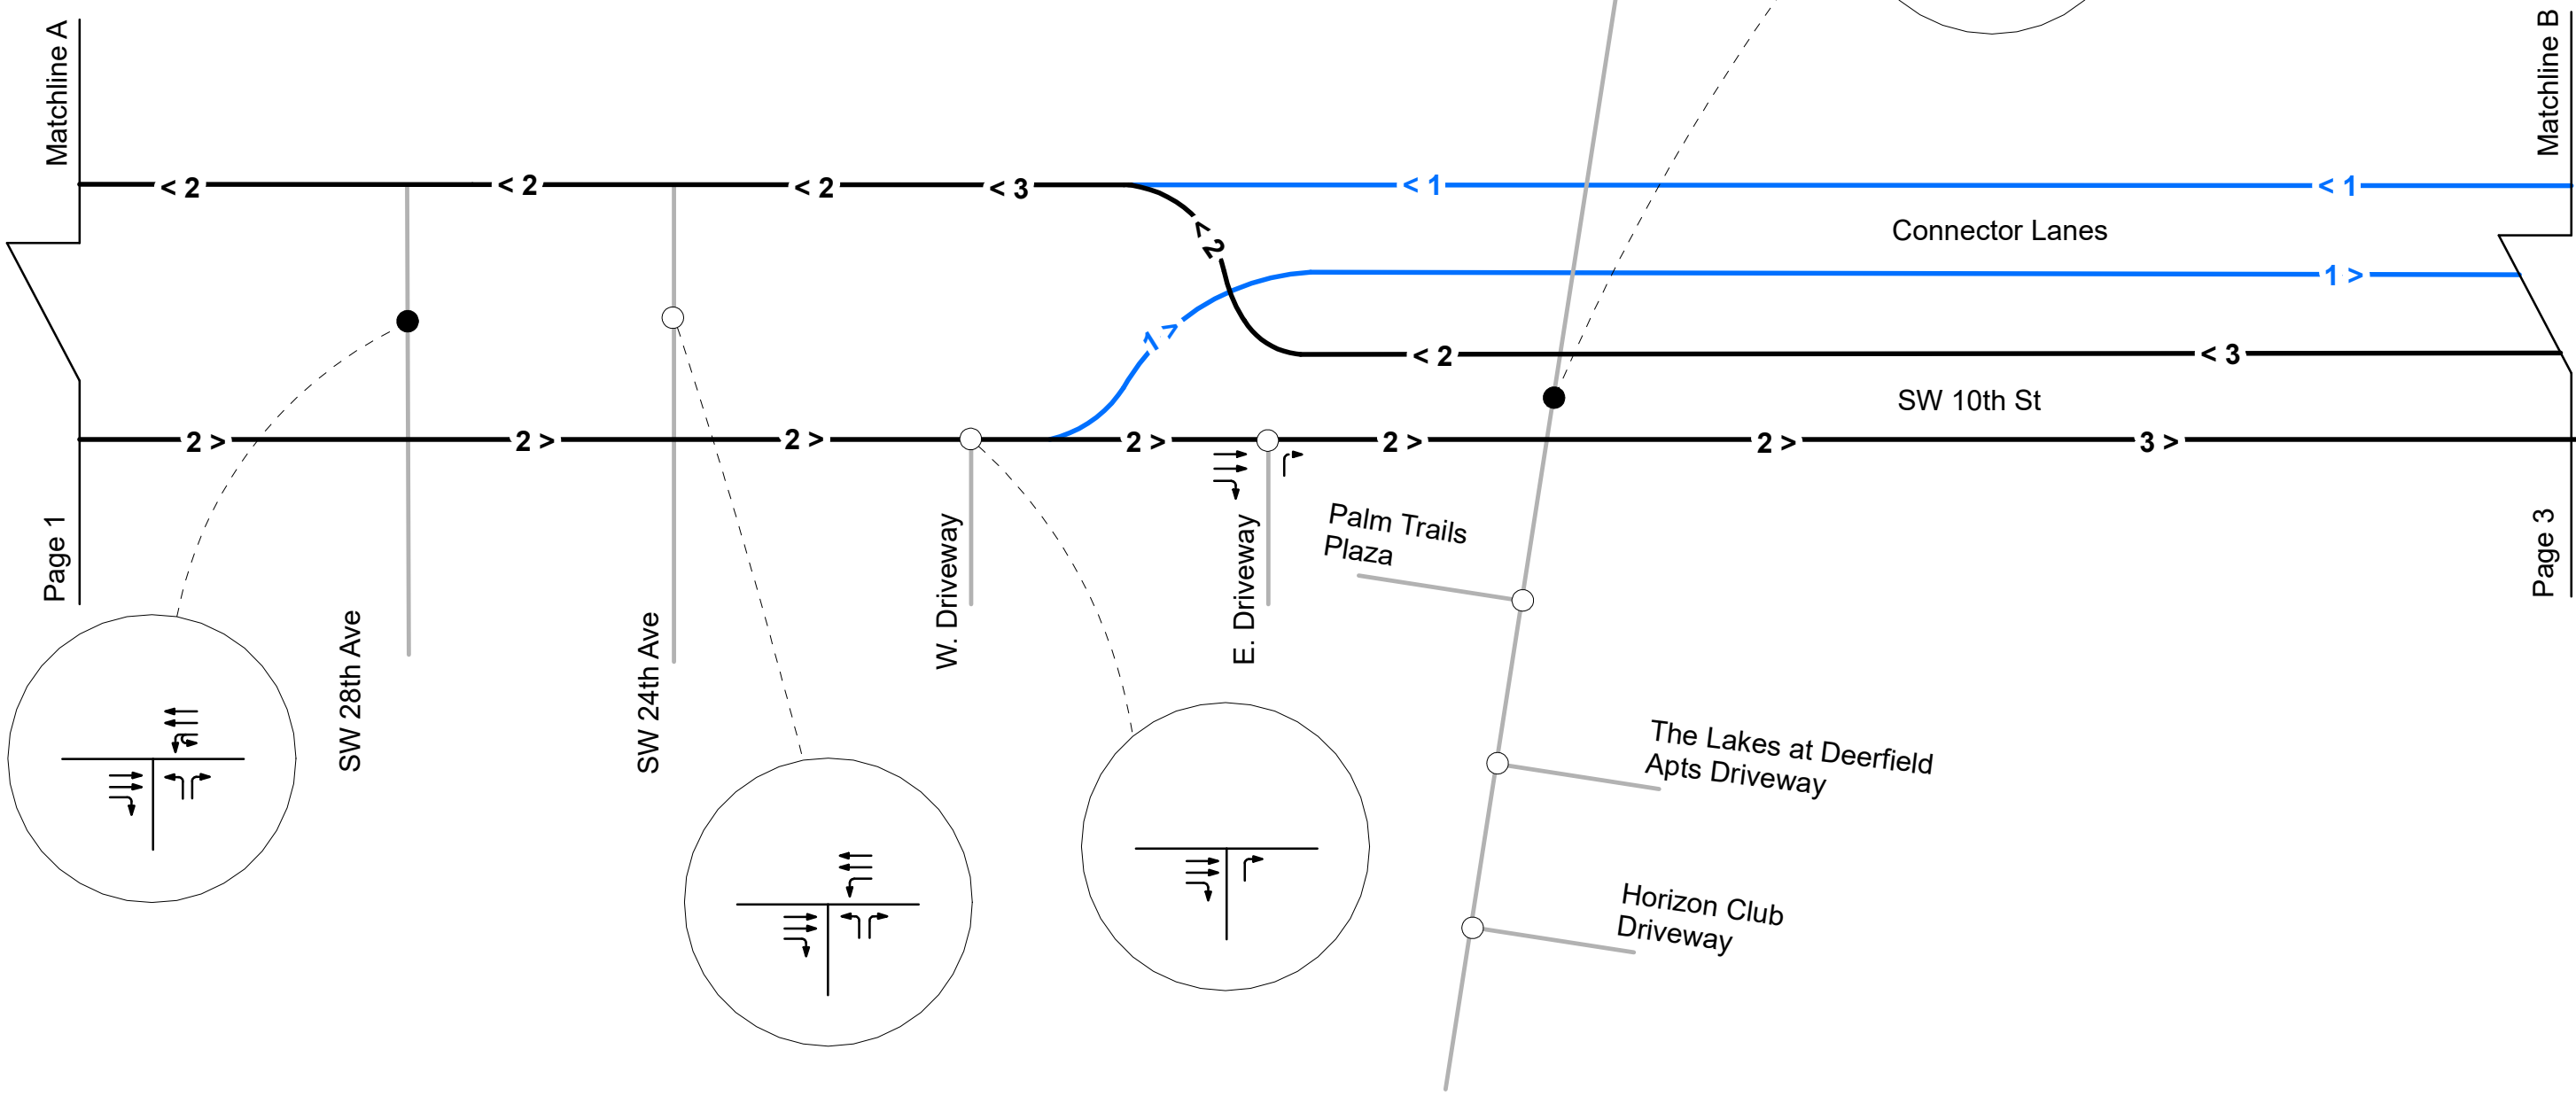 Matchline A
Matchline B
< 2
< 2
< 2
< 3
< 1
< 1
< 2
Connector Lanes
1 >
1 >
< 2
< 3
SW 10th St
2 >
2 >
2 >
2 >
2 >
2 >
3 >
Page 1
Page 3
SW 28th Ave
SW 24th Ave
W. Driveway
E. Driveway
Palm Trails
Plaza
The Lakes at Deerfield
Apts Driveway
Horizon Club
Driveway